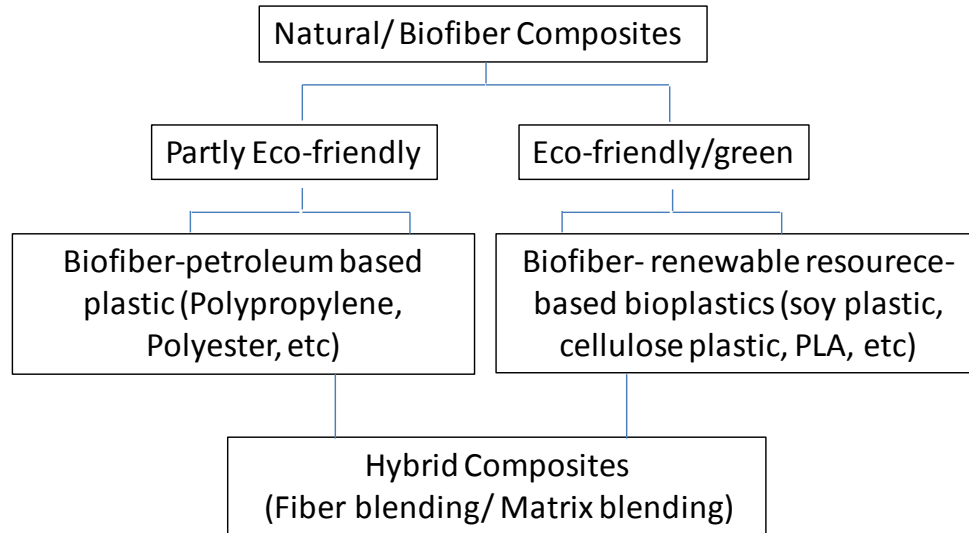 Natural/ Biofiber Composites
Partly Eco-friendly
Eco-friendly/green
Biofiber-petroleum based
plastic (Polypropylene,
Polyester, etc)
Biofiber- renewable resourece-
based bioplastics (soy plastic,
cellulose plastic, PLA, etc)
Hybrid Composites
(Fiber blending/ Matrix blending)